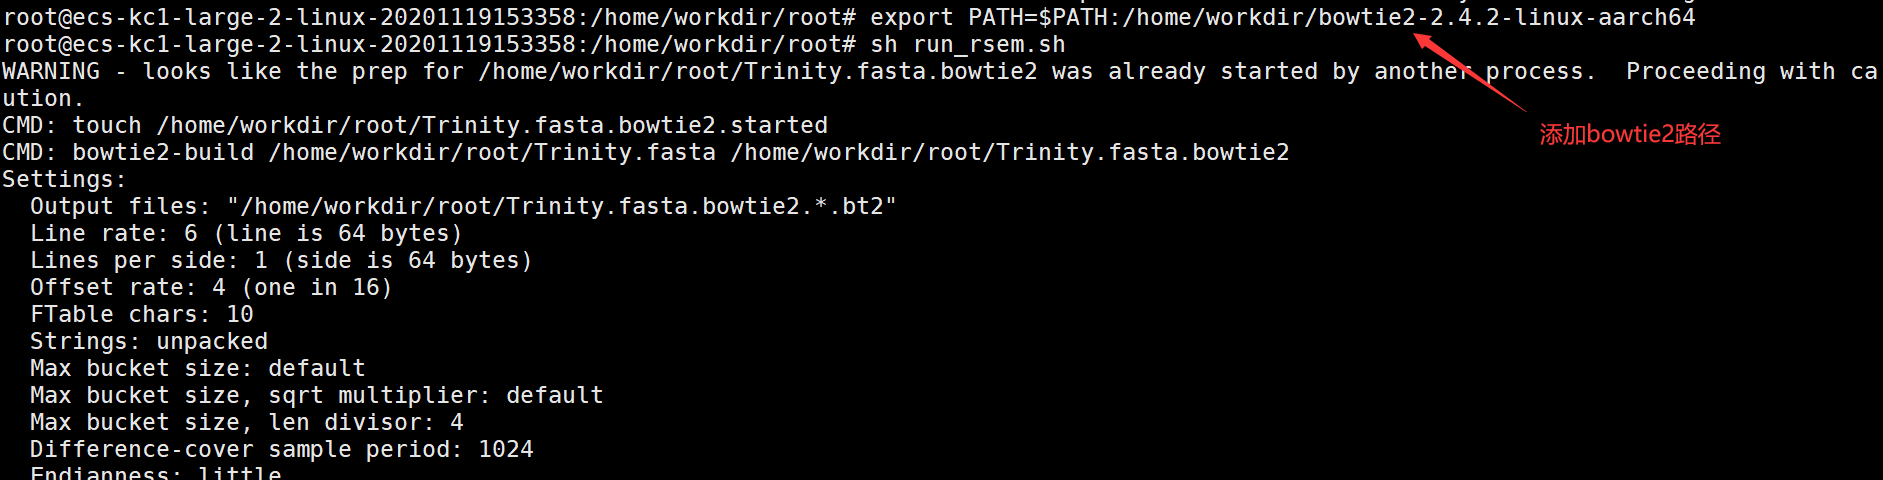 root@ecs-kc1-large-2-linux-20201119153358:/home/workdir/root# export PATH=$PATH:/home/workdir/bowtie2-2.4.2-linux-aarch64
root@ecs-kc1-large-2-linux-20201119153358:/home/workdir/root# sh run_rsem.sh
WARNING - looks like the prep for /home/workdir/root/Trinity.fasta.bowtie2 was already started by another process.  Proceeding with ca
ution.
CMD: touch /home/workdir/root/Trinity.fasta.bowtie2.started
添加bowtie2路径
CMD: bowtie2-build /home/workdir/root/Trinity.fasta /home/workdir/root/Trinity.fasta.bowtie2
Settings:
  Output files: "/home/workdir/root/Trinity.fasta.bowtie2.*.bt2"
  Line rate: 6 (line is 64 bytes)
  Lines per side: 1 (side is 64 bytes)
  Offset rate: 4 (one in 16)
  FTable chars: 10
  Strings: unpacked
  Max bucket size: default
  Max bucket size, sqrt multiplier: default
  Max bucket size, len divisor: 4
  Difference-cover sample period: 1024
  Endianness: little